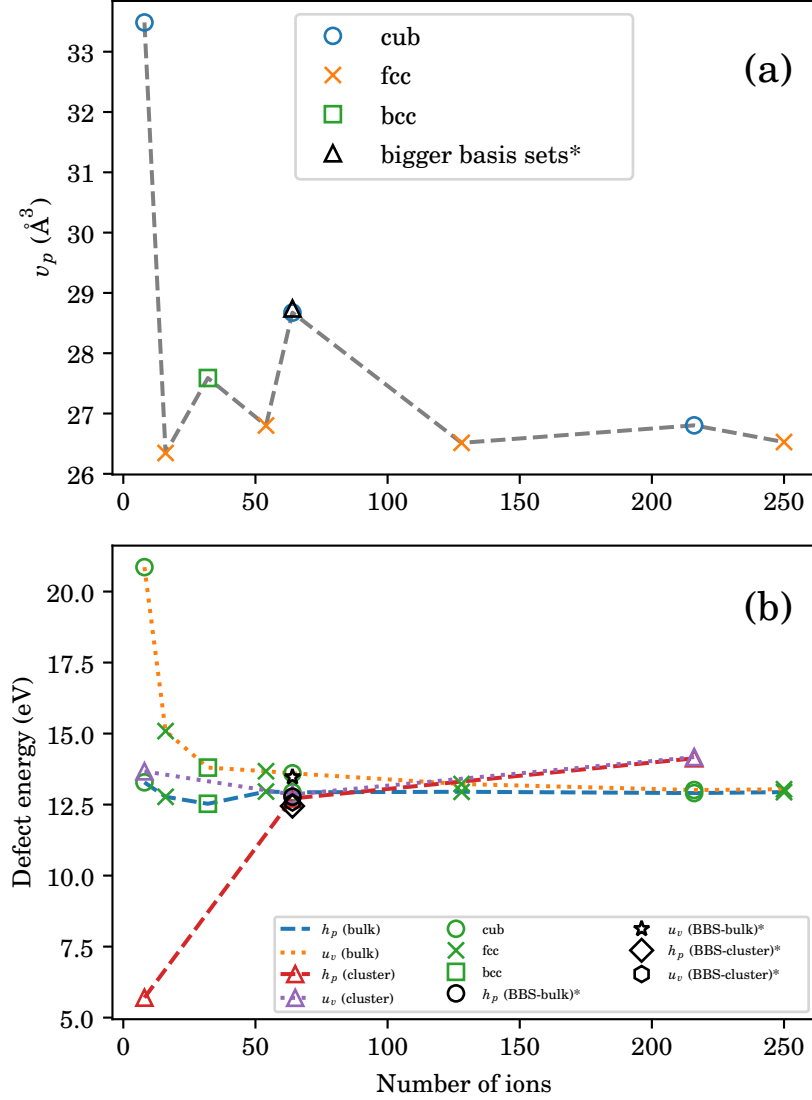 (a)
cub
fcc
bcc
bigger basis sets*
33
32
31
30
29
28
27
26
v_p (Å^3)
0 50 100 150 200 250
(b)
20.0
17.5
15.0
12.5
10.0
7.5
5.0
Defect energy (eV)
h_p (bulk)
u_v (bulk)
h_p (cluster)
u_v (cluster)
cub
fcc
bcc
h_p (BBS-bulk)*
u_v (BBS-bulk)*
h_p (BBS-cluster)*
u_v (BBS-cluster)*
0 50 100 150 200 250
Number of ions